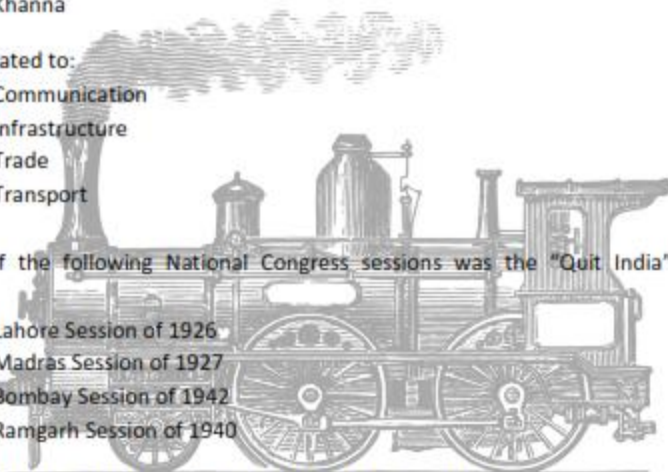 Khanna
ated to:
Communication
nfrastructure
Trade
Transport
f the following National Congress sessions was the "Quit India"
Lahore Session of 1926
Madras Session of 1927
Bombay Session of 1942
Ramgarh Session of 1940